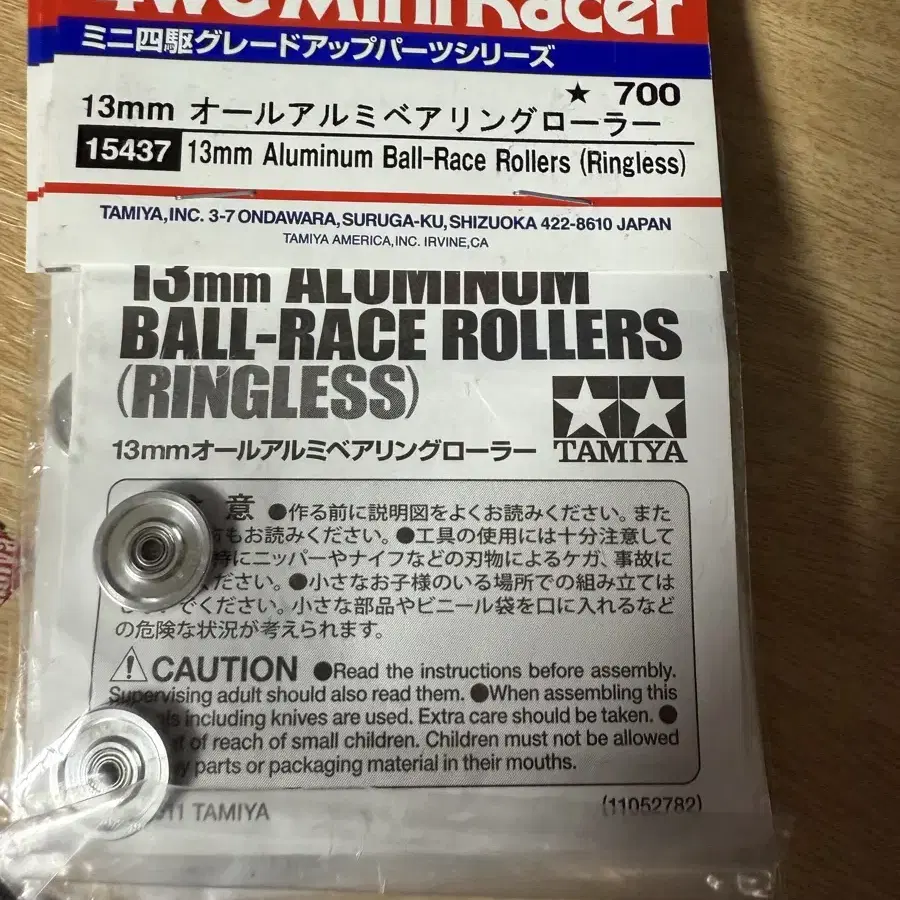 Mini Racer
ミニ四駆グレードアップパーツシリーズ
★ 700
13mm オールアルミベアリングローラー
15437 13mm Aluminum Ball-Race Rollers (Ringless)
TAMIYA,INC. 3-7 ONDAWARA,SURUGA-KU,SHIZUOKA 422-8610 JAPAN
TAMIYA AMERICA,INC. IRVINE,CA
13mm ALUMINUM
BALL-RACE ROLLERS
(RINGLESS)
TAMIYA
13mmオールアルミベアリングローラー
意 ●作る前に説明図をよくお読みください。また
もお読みください。●工具の使用には十分注意して
特にニッパーやナイフなどの刃物によるケガ、事故に
ください。●小さなお子様のいる場所での組み立ては
でください。小さな部品やビニール袋を口に入れるなど
の危険な状況が考えられます。
CAUTION ●Read the instructions before assembly.
Supervising adult should also read them. ●When assembling this
including knives are used. Extra care should be taken. ●
of reach of small children. Children must not be allowed
parts or packaging material in their mouths.
TAMIYA
(11052782)